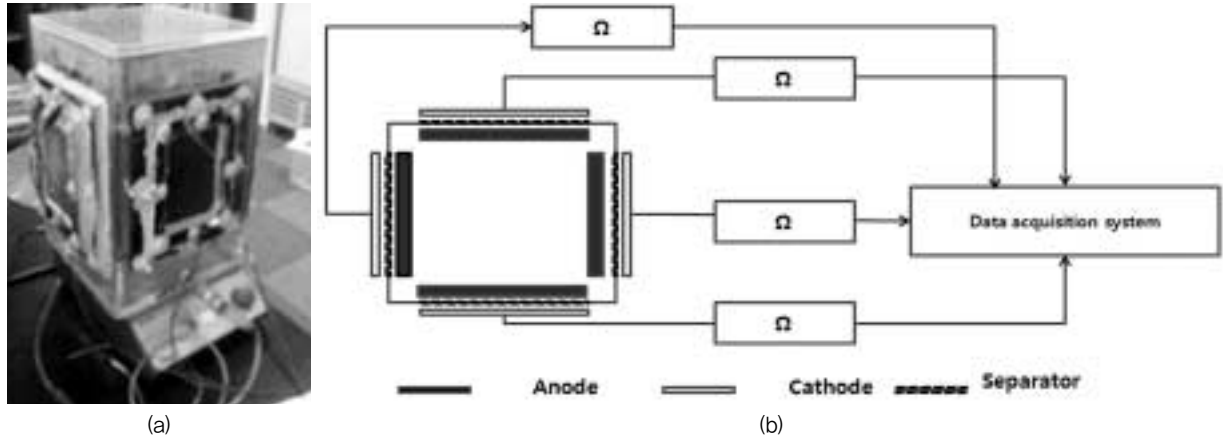 Ω
Ω
Ω
Data acquisition system
Ω
Anode
Cathode
Separator
(a)
(b)